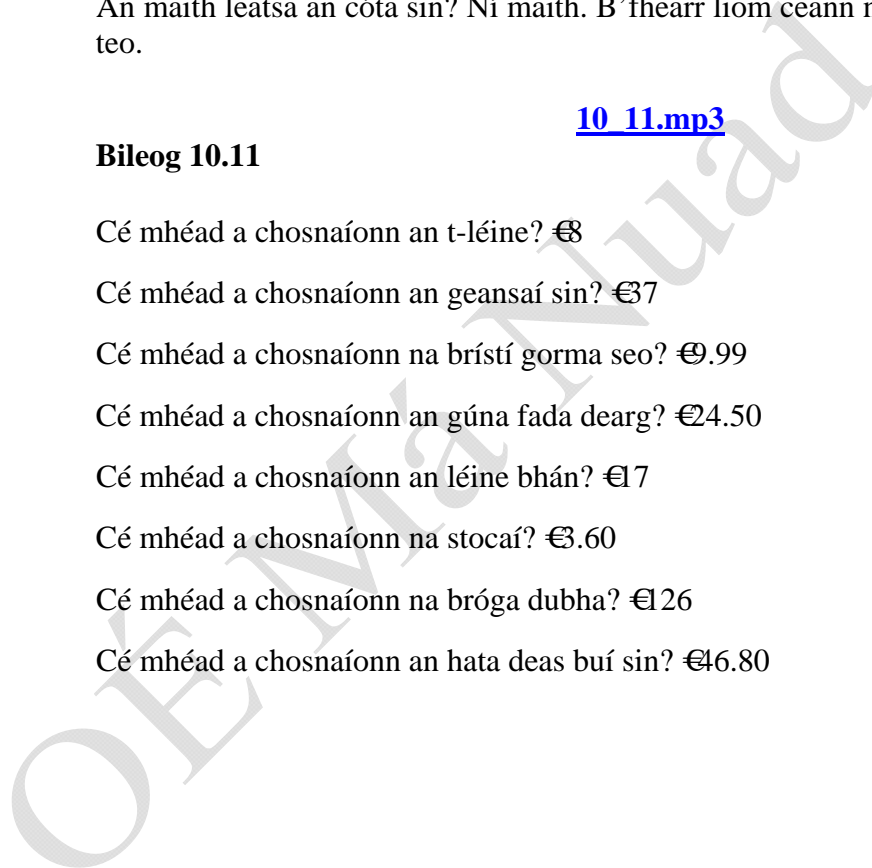 An maith leatsa an cóta sin? Ní maith. B'fhearr liom ceann
teo.
10_11.mp3
Bileog 10.11
Cé mhéad a chosnaíonn an t-léine? €8
Cé mhéad a chosnaíonn an geansaí sin? €37
Cé mhéad a chosnaíonn na brístí gorma seo? €9.99
Cé mhéad a chosnaíonn an gúna fada dearg? €24.50
Cé mhéad a chosnaíonn an léine bhán? €17
Cé mhéad a chosnaíonn na stocaí? €3.60
Cé mhéad a chosnaíonn na bróga dubha? €126
Cé mhéad a chosnaíonn an hata deas buí sin? €46.80
OÉ Má Nuad